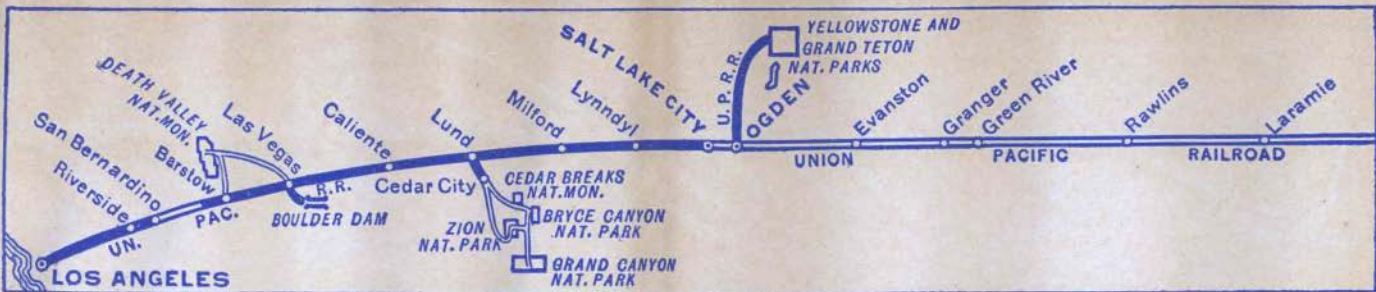 LOS ANGELES
UN.
PAC.
R.R.
Riverside
San Bernardino
Barstow
DEATH VALLEY
NAT. MON.
Las Vegas
BOULDER DAM
Caliente
Lund
Cedar City
CEDAR BREAKS
NAT. MON.
BRYCE CANYON
NAT. PARK
ZION
NAT. PARK
GRAND CANYON
NAT. PARK
Milford
Lynndyl
SALT LAKE CITY
OGDEN
U.P.R.R.
YELLOWSTONE AND
GRAND TETON
NAT. PARKS
Evanston
Granger
Green River
Rawlins
Laramie
UNION PACIFIC RAILROAD